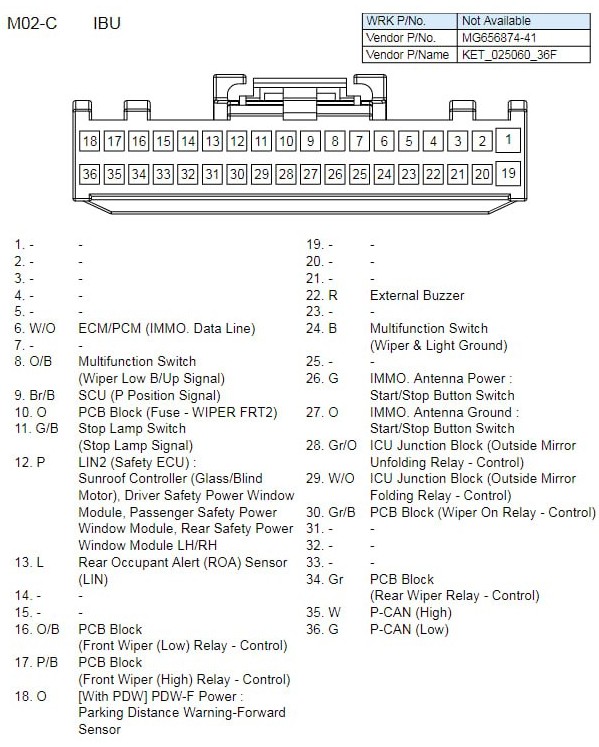 M02-C IBU
WRK P/No. Not Available
Vendor P/No. MG656874-41
Vendor P/Name KET_025060_36F
18 17 16 15 14 13 12 11 10 9 8 7 6 5 4 3 2 1
36 35 34 33 32 31 30 29 28 27 26 25 24 23 22 21 20 19
1. - -
2. - -
3. - -
4. - -
5. - -
6. W/O ECM/PCM (IMMO. Data Line)
7. - -
8. O/B Multifunction Switch
(Wiper Low B/Up Signal)
9. Br/B SCU (P Position Signal)
10. O PCB Block (Fuse - WIPER FRT2)
11. G/B Stop Lamp Switch
(Stop Lamp Signal)
12. P LIN2 (Safety ECU) :
Sunroof Controller (Glass/Blind
Motor), Driver Safety Power Window
Module, Passenger Safety Power
Window Module, Rear Safety Power
Window Module LH/RH
13. L Rear Occupant Alert (ROA) Sensor
(LIN)
14. - -
15. - -
16. O/B PCB Block
(Front Wiper (Low) Relay - Control)
17. P/B PCB Block
(Front Wiper (High) Relay - Control)
18. O [With PDW] PDW-F Power :
Parking Distance Warning-Forward
Sensor
19. - -
20. - -
21. - -
22. R External Buzzer
23. - -
24. B Multifunction Switch
(Wiper & Light Ground)
25. - -
26. G IMMO. Antenna Power :
Start/Stop Button Switch
27. O IMMO. Antenna Ground :
Start/Stop Button Switch
28. Gr/O ICU Junction Block (Outside Mirror
Unfolding Relay - Control)
29. W/O ICU Junction Block (Outside Mirror
Folding Relay - Control)
30. Gr/B PCB Block (Wiper On Relay - Control)
31. - -
32. - -
33. - -
34. Gr PCB Block
(Rear Wiper Relay - Control)
35. W P-CAN (High)
36. G P-CAN (Low)